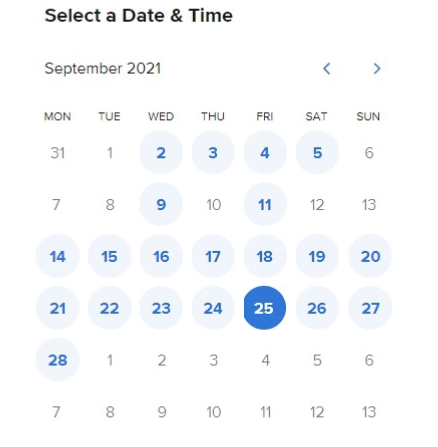 Select a Date & Time
September 2021
MON TUE WED THU FRI SAT SUN
31 1 2 3 4 5 6
7 8 9 10 11 12 13
14 15 16 17 18 19 20
21 22 23 24 25 26 27
28 1 2 3 4 5 6
7 8 9 10 11 12 13